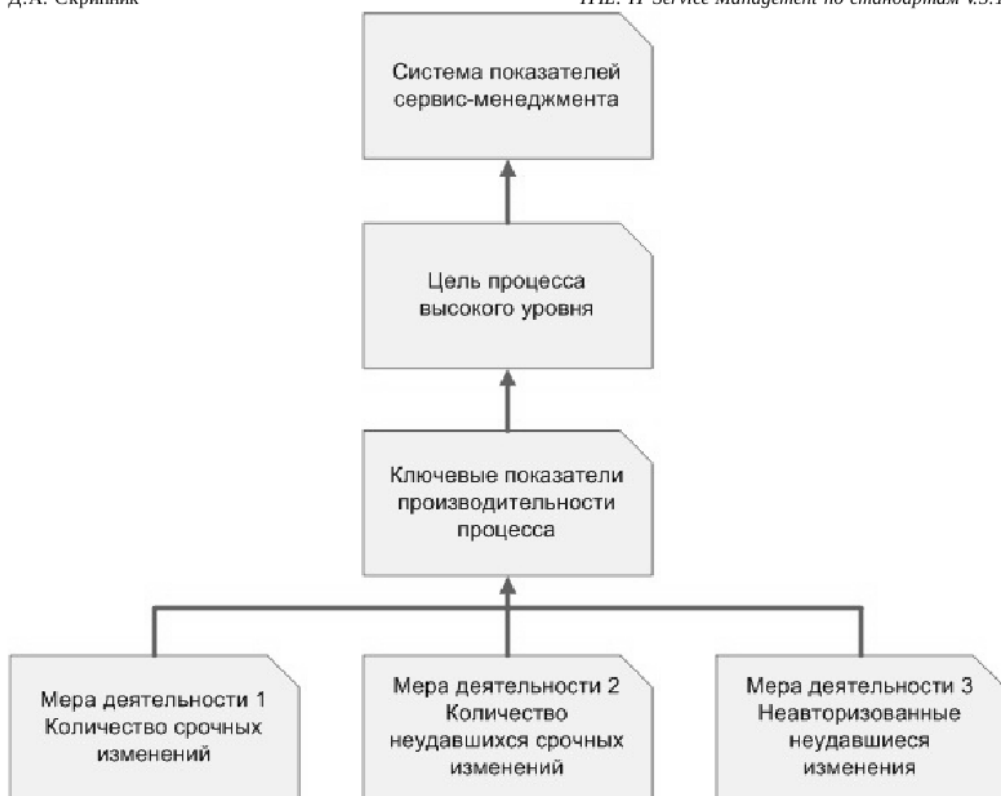 Д.А. Скрипник
ITIL. IT Service Management по стандартам V.3.1
Система показателей
сервис-менеджмента
Цель процесса
высокого уровня
Ключевые показатели
производительности
процесса
Мера деятельности 1
Количество срочных
изменений
Мера деятельности 2
Количество
неудавшихся срочных
изменений
Мера деятельности 3
Неавторизованные
неудавшиеся
изменения